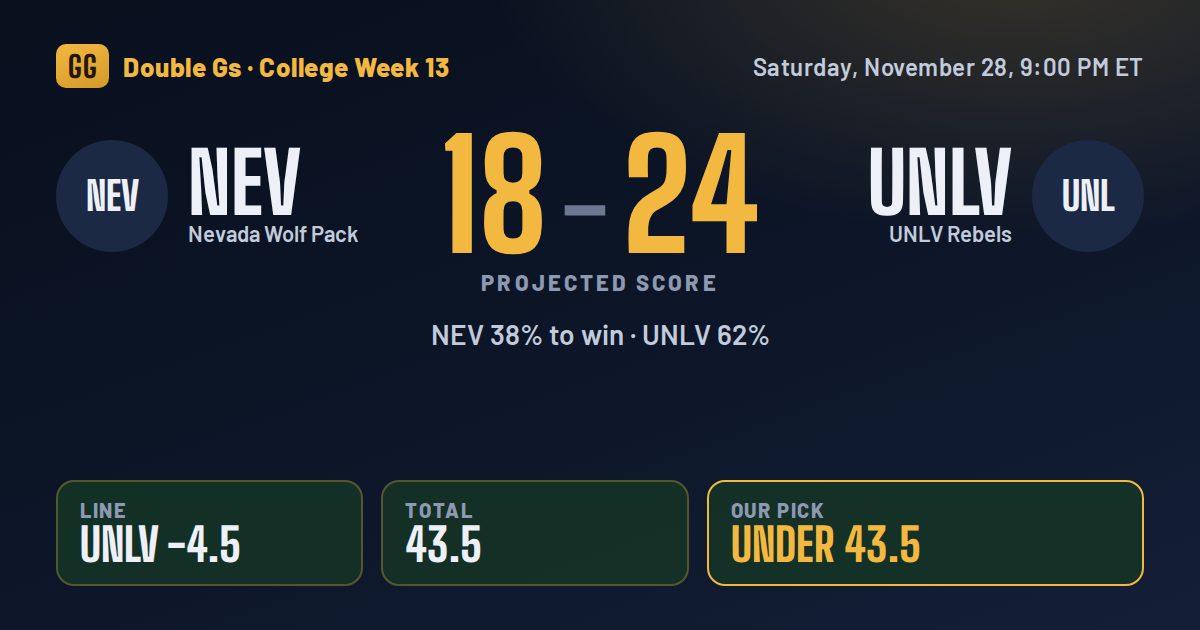 GG Double Gs · College Week 13
Saturday, November 28, 9:00 PM ET
NEV
NEV
Nevada Wolf Pack
18 – 24
PROJECTED SCORE
NEV 38% to win · UNLV 62%
UNLV
UNLV Rebels
UNL
LINE
UNLV −4.5
TOTAL
43.5
OUR PICK
UNDER 43.5